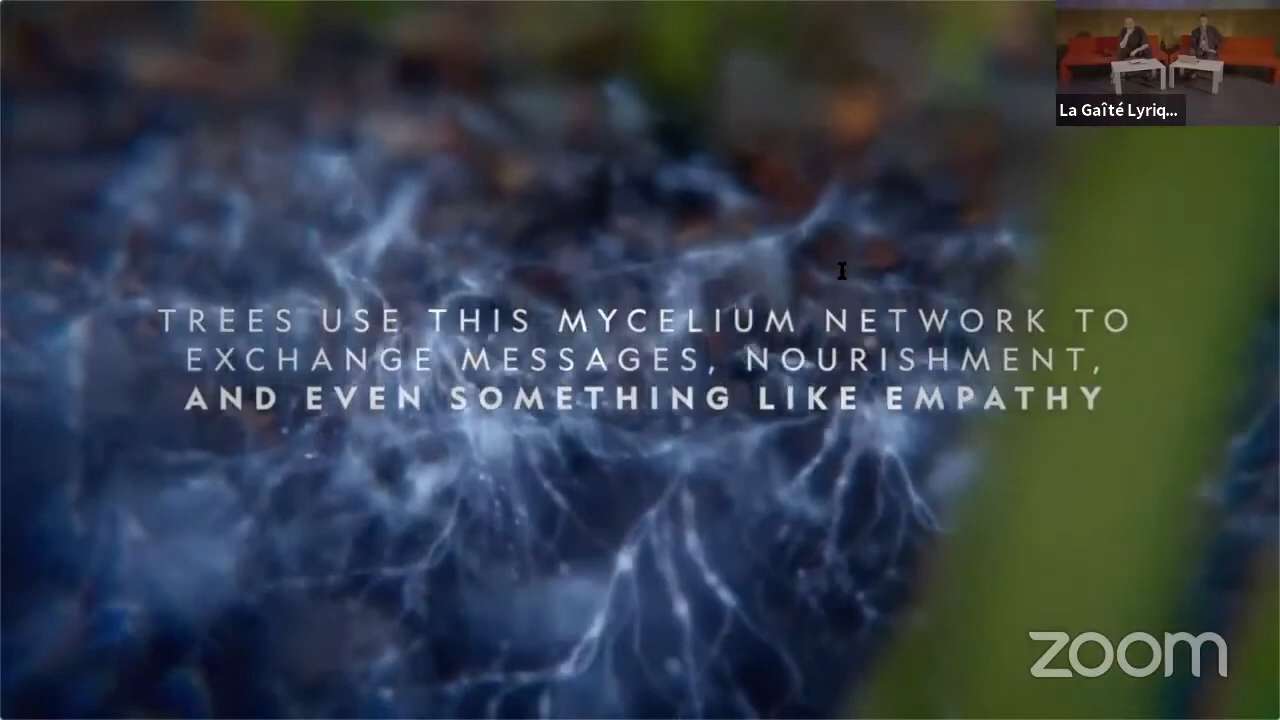 La Gaîté Lyriq...
TREES USE THIS MYCELIUM NETWORK TO
EXCHANGE MESSAGES, NOURISHMENT,
AND EVEN SOMETHING LIKE EMPATHY
zoom